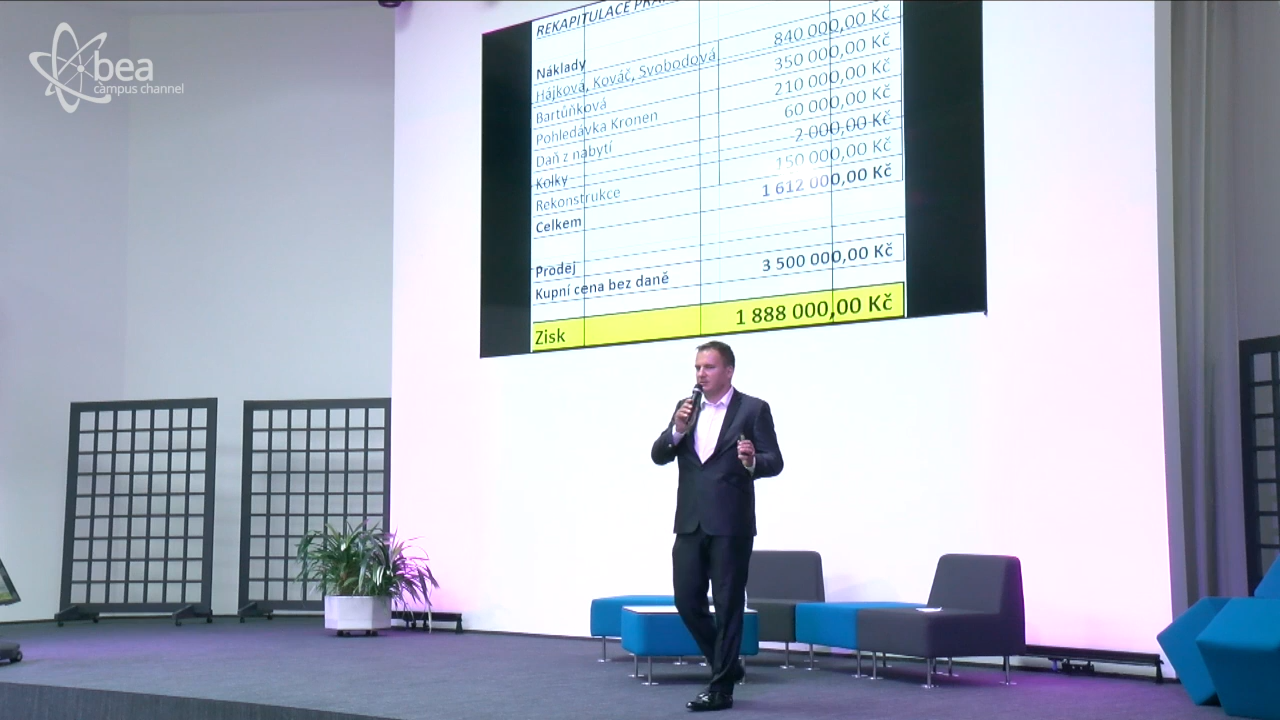 bea
campus channel
REKAPITULACE
Náklady
Hájková, Kováč, Svobodová 840 000,00 Kč
Bartůňková 350 000,00 Kč
Pohledávka Kronen 210 000,00 Kč
Daň z nabytí 60 000,00 Kč
Kolky 2 000,00 Kč
Rekonstrukce 150 000,00 Kč
Celkem 1 612 000,00 Kč
Prodej
Kupní cena bez daně 3 500 000,00 Kč
Zisk 1 888 000,00 Kč